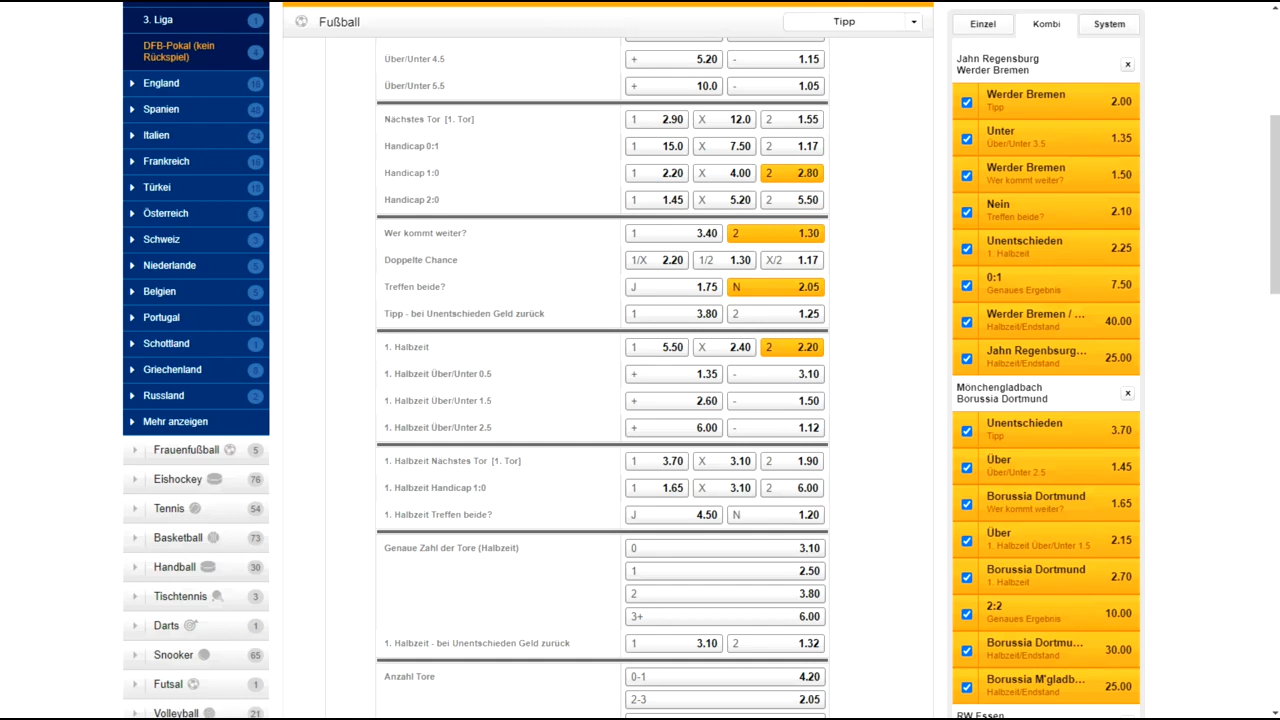 3. Liga 1
DFB-Pokal (kein
Rückspiel) 4
England
Spanien
Italien 24
Frankreich 16
Türkei
Österreich 5
Schweiz
Niederlande 5
Belgien 5
Portugal 30
Schottland 1
Griechenland
Russland 2
Mehr anzeigen
Frauenfußball 5
Eishockey 76
Tennis 54
Basketball 73
Handball 30
Tischtennis 3
Darts 1
Snooker 65
Futsal 1
Volleyball 21
Fußball
Tipp
Über/Unter 4.5 + 5.20 - 1.15
Über/Unter 5.5 + 10.0 - 1.05
Nächstes Tor [1. Tor] 1 2.90 X 12.0 2 1.55
Handicap 0:1 1 15.0 X 7.50 2 1.17
Handicap 1:0 1 2.20 X 4.00 2 2.80
Handicap 2:0 1 1.45 X 5.20 2 5.50
Wer kommt weiter? 1 3.40 2 1.30
Doppelte Chance 1/X 2.20 1/2 1.30 X/2 1.17
Treffen beide? J 1.75 N 2.05
Tipp - bei Unentschieden Geld zurück 1 3.80 2 1.25
1. Halbzeit 1 5.50 X 2.40 2 2.20
1. Halbzeit Über/Unter 0.5 + 1.35 - 3.10
1. Halbzeit Über/Unter 1.5 + 2.60 - 1.50
1. Halbzeit Über/Unter 2.5 + 6.00 - 1.12
1. Halbzeit Nächstes Tor [1. Tor] 1 3.70 X 3.10 2 1.90
1. Halbzeit Handicap 1:0 1 1.65 X 3.10 2 6.00
1. Halbzeit Treffen beide? J 4.50 N 1.20
Genaue Zahl der Tore (Halbzeit) 0 3.10
1 2.50
2 3.80
3+ 6.00
1. Halbzeit - bei Unentschieden Geld zurück 1 3.10 2 1.32
Anzahl Tore 0-1 4.20
2-3 2.05
Einzel Kombi System
Jahn Regensburg
Werder Bremen
x
Werder Bremen 2.00
Tipp
Unter 1.35
Über/Unter 3.5
Werder Bremen 1.50
Wer kommt weiter?
Nein 2.10
Treffen beide?
Unentschieden 2.25
1. Halbzeit
0:1 7.50
Genaues Ergebnis
Werder Bremen / ... 40.00
Halbzeit/Endstand
Jahn Regenbsurg... 25.00
Halbzeit/Endstand
Mönchengladbach
Borussia Dortmund
x
Unentschieden 3.70
Tipp
Über 1.45
Über/Unter 2.5
Borussia Dortmund 1.65
Wer kommt weiter?
Über 2.15
1. Halbzeit Über/Unter 1.5
Borussia Dortmund 2.70
1. Halbzeit
2:2 10.00
Genaues Ergebnis
Borussia Dortmu... 30.00
Halbzeit/Endstand
Borussia M'gladb... 25.00
Halbzeit/Endstand
RW Essen